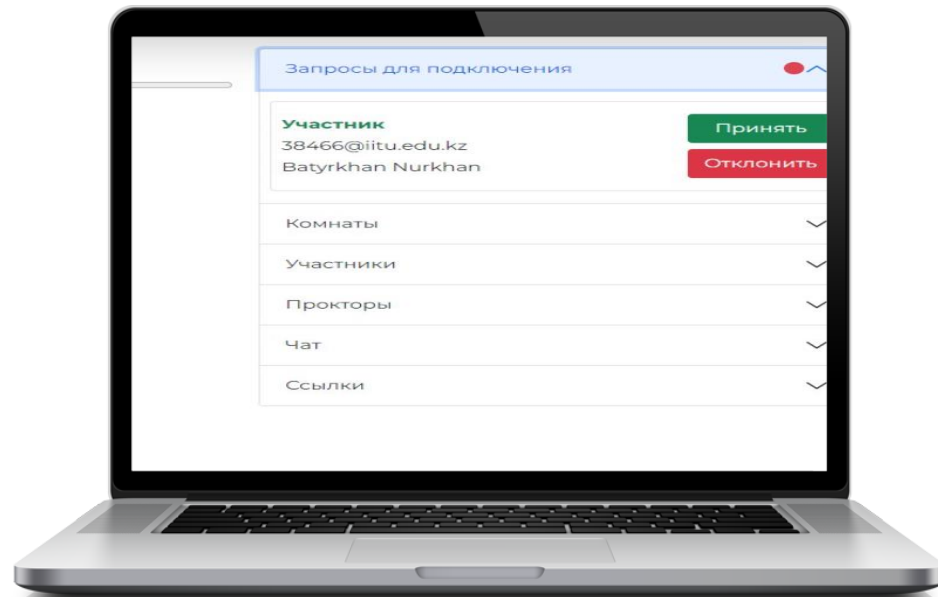 Запросы для подключения
Участник
38466@iitu.edu.kz
Batyrkhan Nurkhan
Принять
Отклонить
Комнаты
Участники
Прокторы
Чат
Ссылки